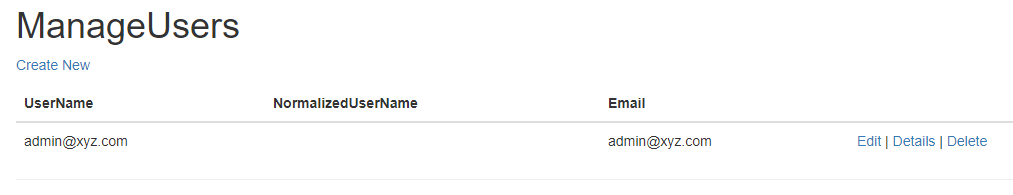 ManageUsers
Create New
UserName NormalizedUserName Email
admin@xyz.com admin@xyz.com Edit | Details | Delete